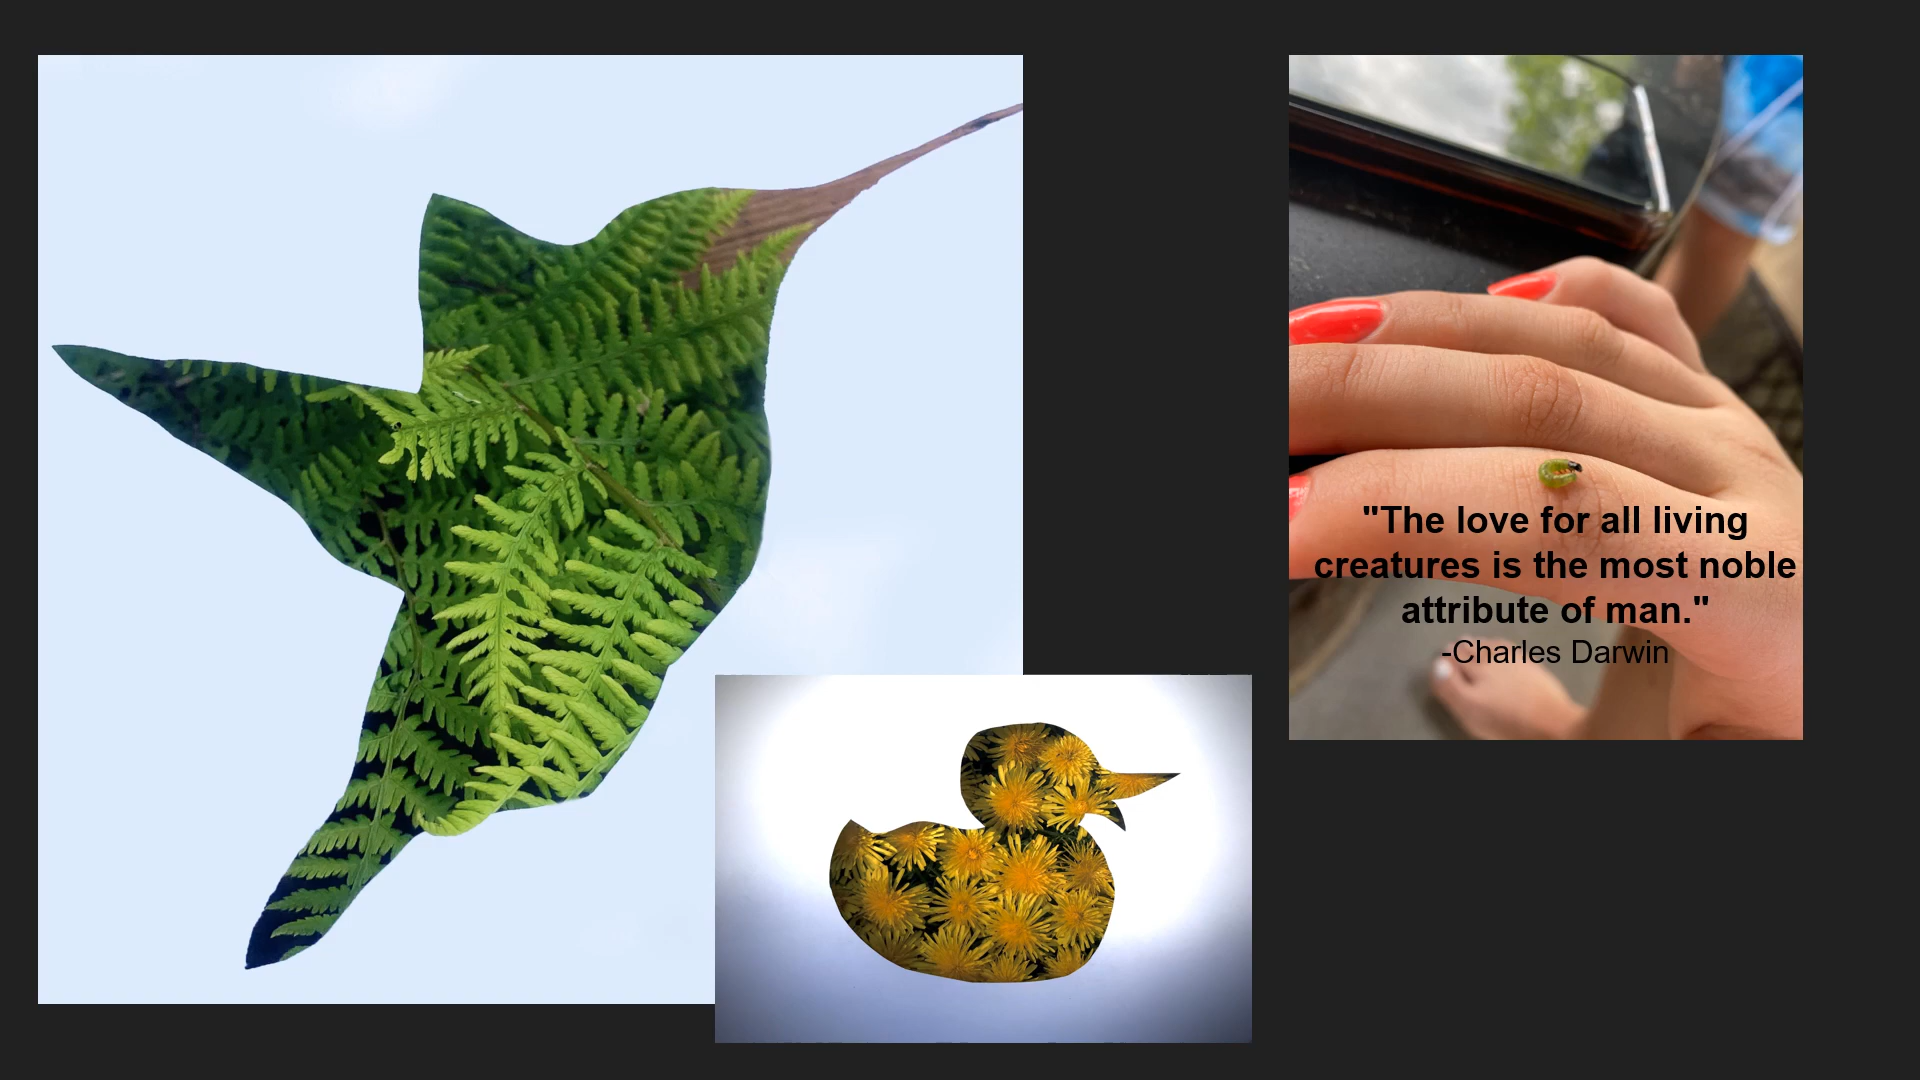 "The love for all living
creatures is the most noble
attribute of man."
-Charles Darwin